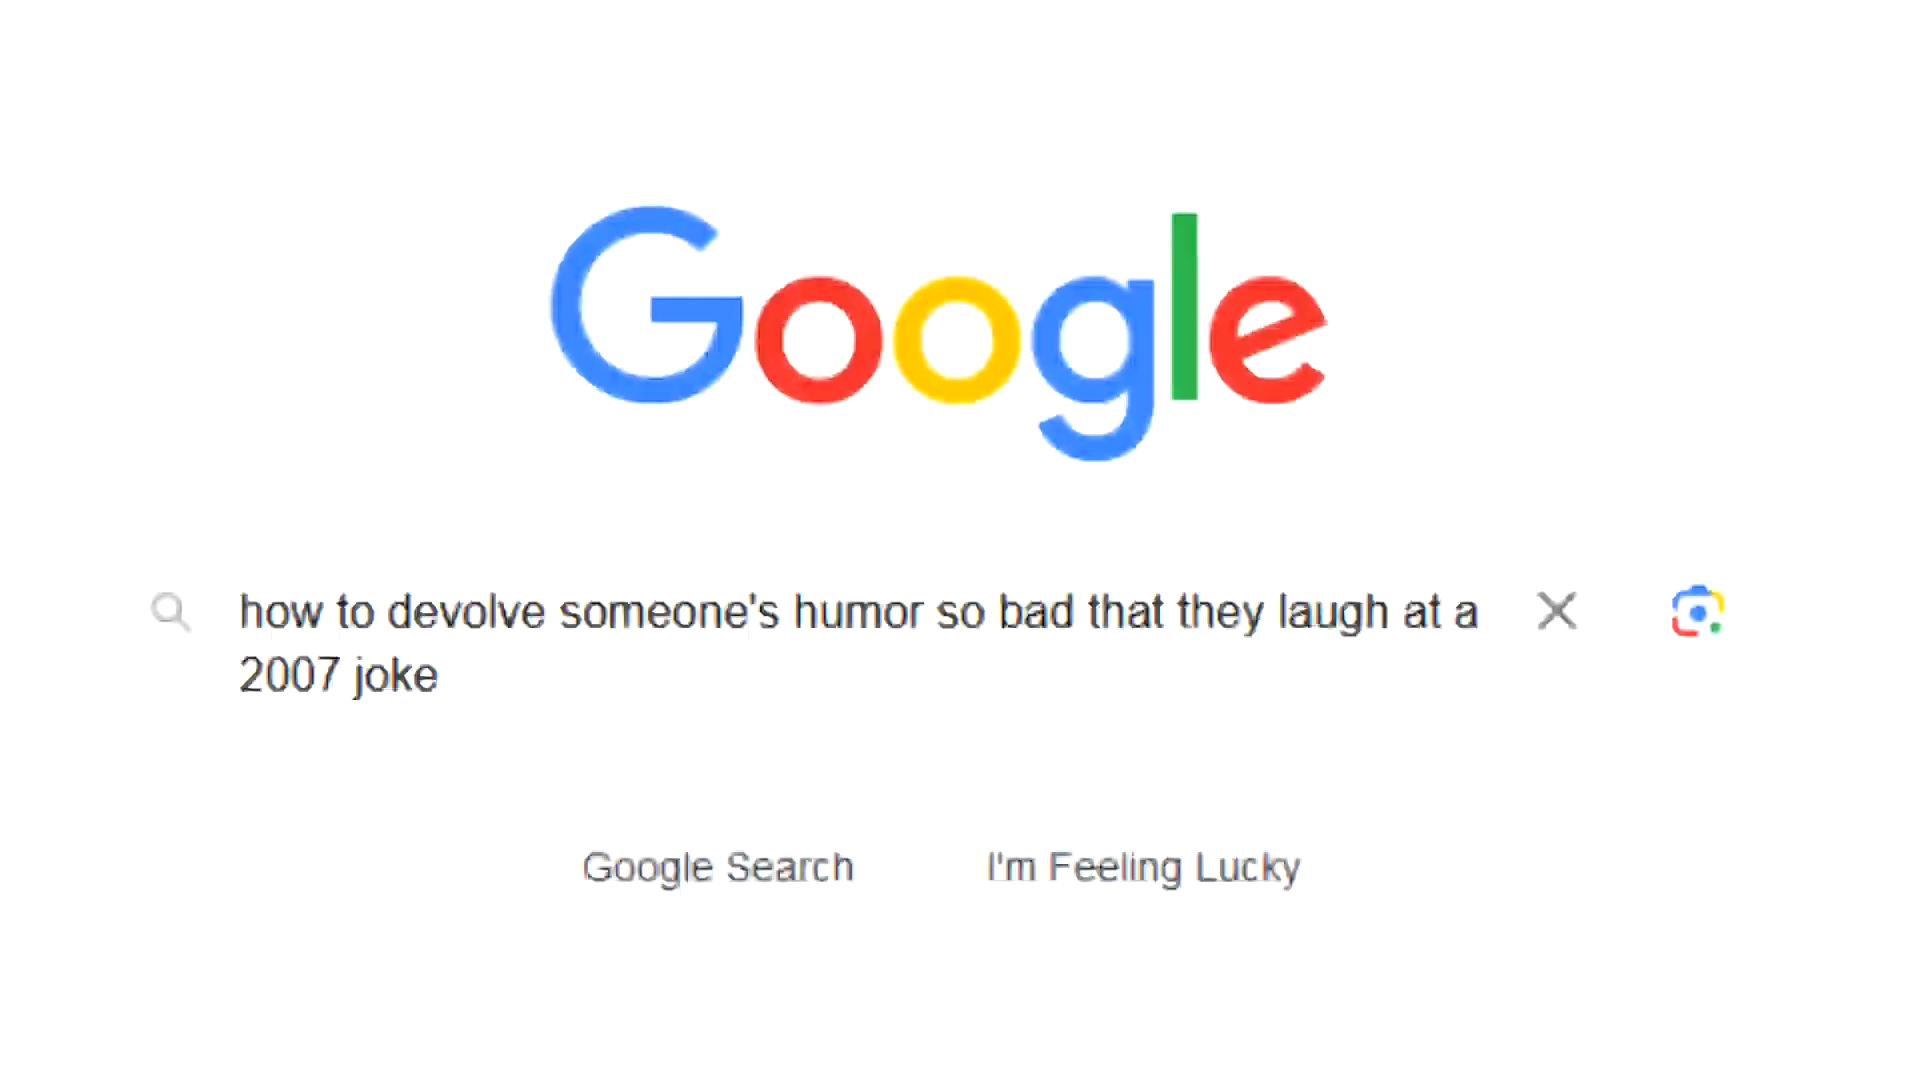 Google
how to devolve someone's humor so bad that they laugh at a
2007 joke
Google Search
I'm Feeling Lucky